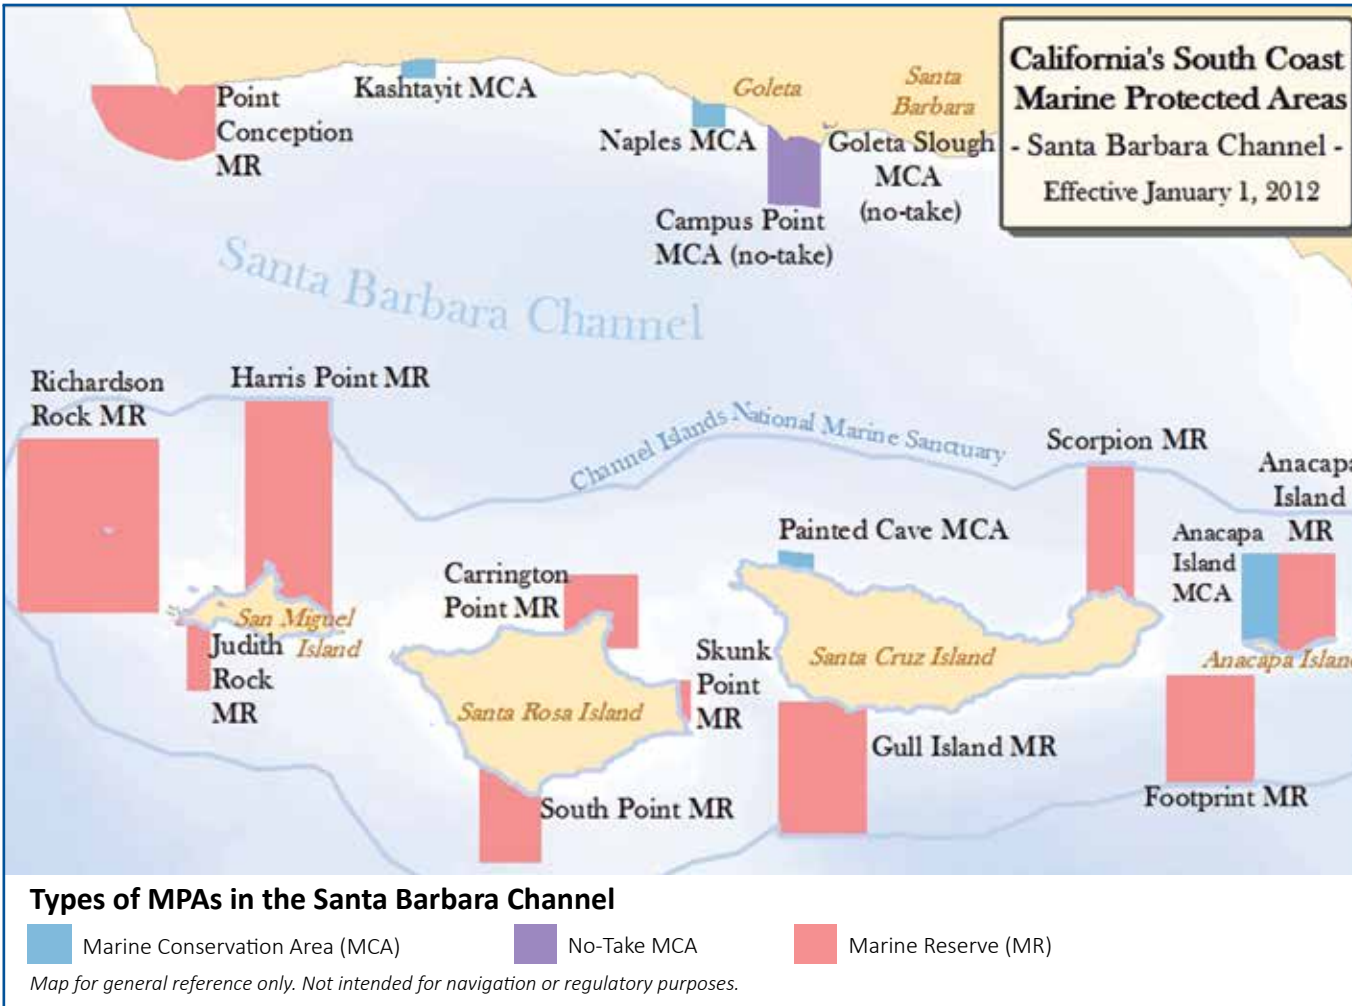 California's South Coast
Marine Protected Areas
- Santa Barbara Channel -
Effective January 1, 2012
Point
Conception
MR
Kashtayit MCA
Goleta
Santa
Barbara
Naples MCA
Goleta Slough
MCA
(no-take)
Campus Point
MCA (no-take)
Santa Barbara Channel
Richardson
Rock MR
Harris Point MR
Channel Islands National Marine Sanctuary
Scorpion MR
Anacapa
Island
MR
Anacapa
Island
MCA
Painted Cave MCA
Carrington
Point MR
San Miguel
Island
Judith
Rock
MR
Skunk
Point
MR
Santa Cruz Island
Anacapa Island
Santa Rosa Island
Gull Island MR
South Point MR
Footprint MR
Types of MPAs in the Santa Barbara Channel
Marine Conservation Area (MCA)
No-Take MCA
Marine Reserve (MR)
Map for general reference only. Not intended for navigation or regulatory purposes.